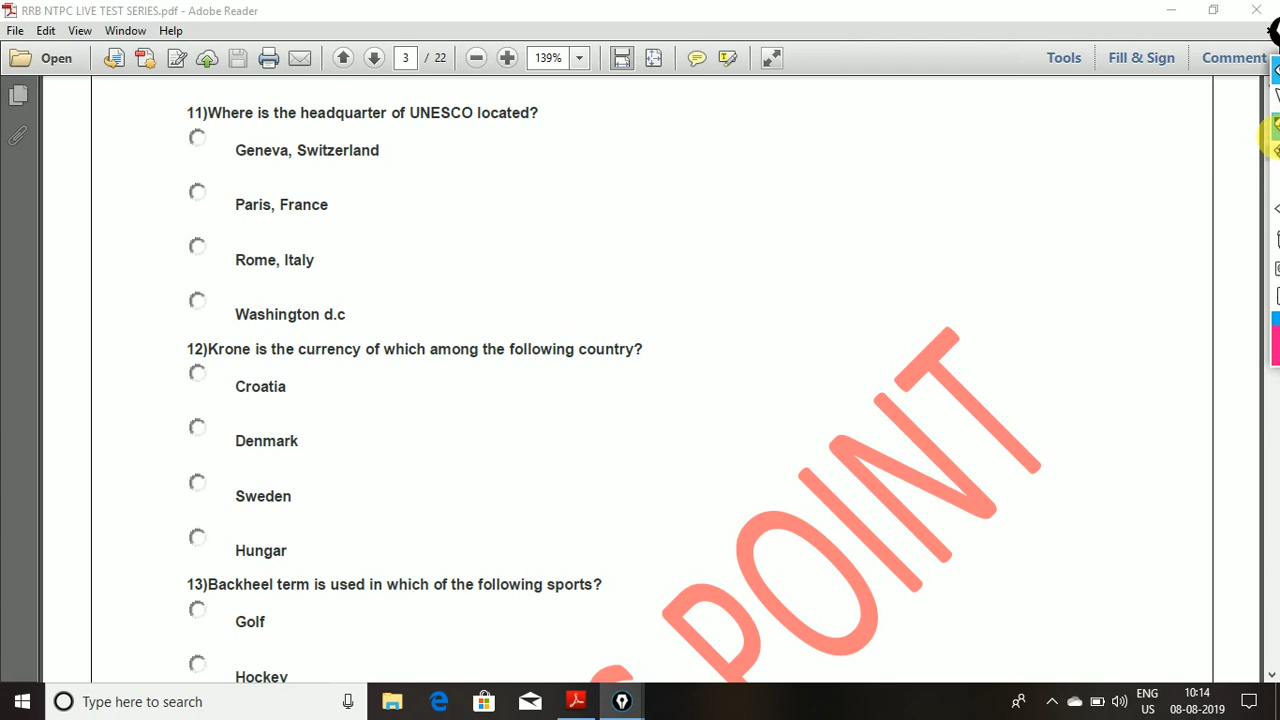 RRB NTPC LIVE TEST SERIES.pdf - Adobe Reader
File Edit View Window Help
Open 3 / 22 139% Tools Fill & Sign Comment
11)Where is the headquarter of UNESCO located?
Geneva, Switzerland
Paris, France
Rome, Italy
Washington d.c
12)Krone is the currency of which among the following country?
Croatia
Denmark
Sweden
Hungar
13)Backheel term is used in which of the following sports?
Golf
Hockey
POINT
Type here to search
ENG 10:14
US 08-08-2019